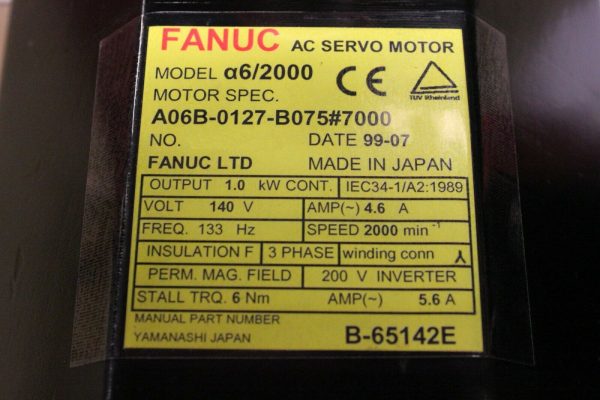 FANUC AC SERVO MOTOR
MODEL α6/2000
MOTOR SPEC.
CE
TUV Rheinland
A06B-0127-B075#7000
NO. DATE 99-07
FANUC LTD MADE IN JAPAN
OUTPUT 1.0 kW CONT. IEC34-1/A2:1989
VOLT 140 V AMP(~) 4.6 A
FREQ. 133 Hz SPEED 2000 min⁻¹
INSULATION F 3 PHASE winding conn
PERM. MAG. FIELD 200 V INVERTER
STALL TRQ. 6 Nm AMP(~) 5.6 A
MANUAL PART NUMBER
YAMANASHI JAPAN B-65142E